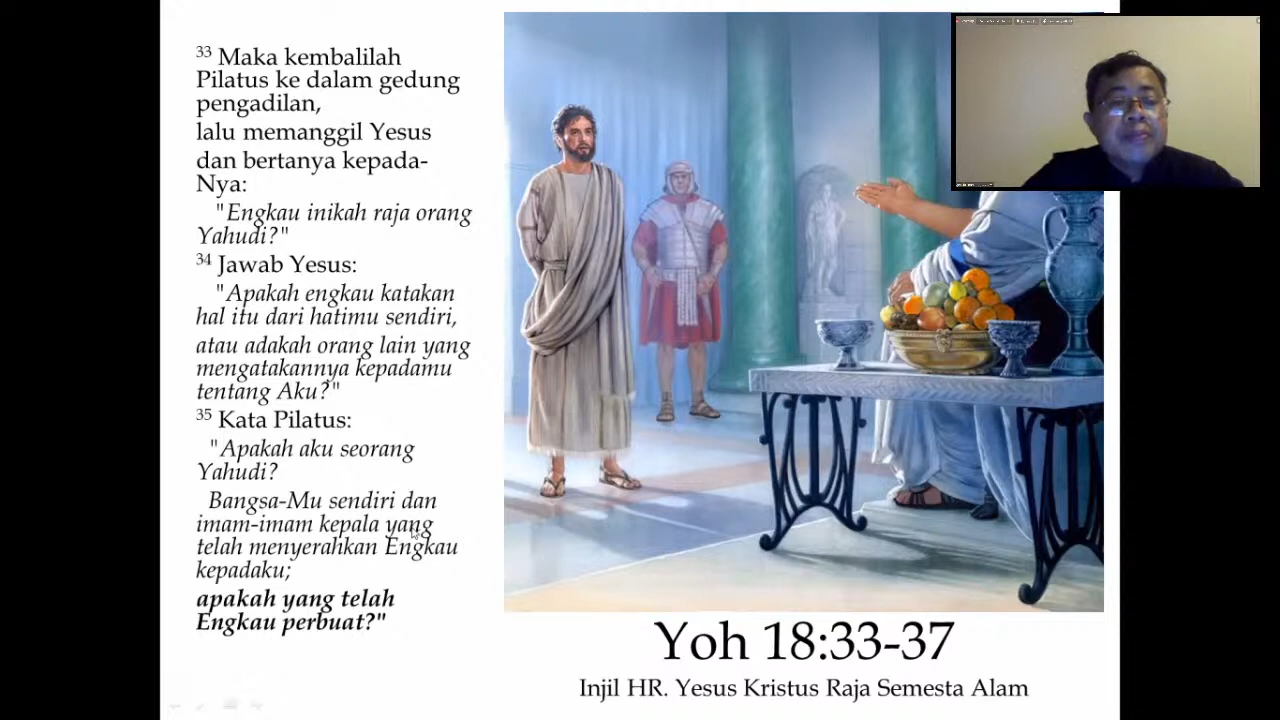 33 Maka kembalilah
Pilatus ke dalam gedung
pengadilan,
lalu memanggil Yesus
dan bertanya kepada-
Nya:
"Engkau inikah raja orang
Yahudi?"
34 Jawab Yesus:
"Apakah engkau katakan
hal itu dari hatimu sendiri,
atau adakah orang lain yang
mengatakannya kepadamu
tentang Aku?"
35 Kata Pilatus:
"Apakah aku seorang
Yahudi?
Bangsa-Mu sendiri dan
imam-imam kepala yang
telah menyerahkan Engkau
kepadaku;
apakah yang telah
Engkau perbuat?"
Yoh 18:33-37
Injil HR. Yesus Kristus Raja Semesta Alam